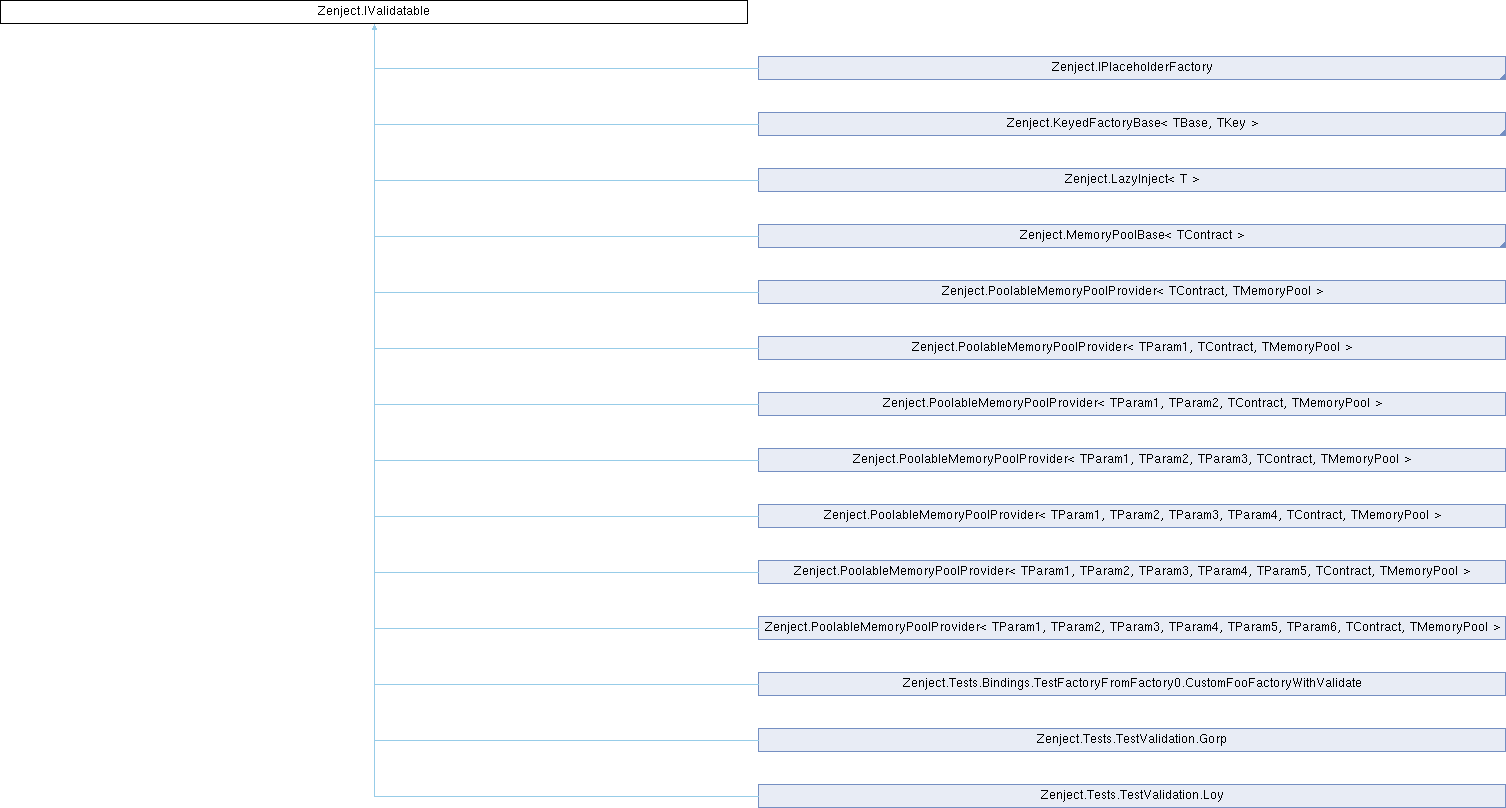 Zenject.IValidatable
Zenject.IPlaceholderFactory
Zenject.KeyedFactoryBase< TBase, TKey >
Zenject.LazyInject< T >
Zenject.MemoryPoolBase< TContract >
Zenject.PoolableMemoryPoolProvider< TContract, TMemoryPool >
Zenject.PoolableMemoryPoolProvider< TParam1, TContract, TMemoryPool >
Zenject.PoolableMemoryPoolProvider< TParam1, TParam2, TContract, TMemoryPool >
Zenject.PoolableMemoryPoolProvider< TParam1, TParam2, TParam3, TContract, TMemoryPool >
Zenject.PoolableMemoryPoolProvider< TParam1, TParam2, TParam3, TParam4, TContract, TMemoryPool >
Zenject.PoolableMemoryPoolProvider< TParam1, TParam2, TParam3, TParam4, TParam5, TContract, TMemoryPool >
Zenject.PoolableMemoryPoolProvider< TParam1, TParam2, TParam3, TParam4, TParam5, TParam6, TContract, TMemoryPool >
Zenject.Tests.Bindings.TestFactoryFromFactory0.CustomFooFactoryWithValidate
Zenject.Tests.TestValidation.Gorp
Zenject.Tests.TestValidation.Loy